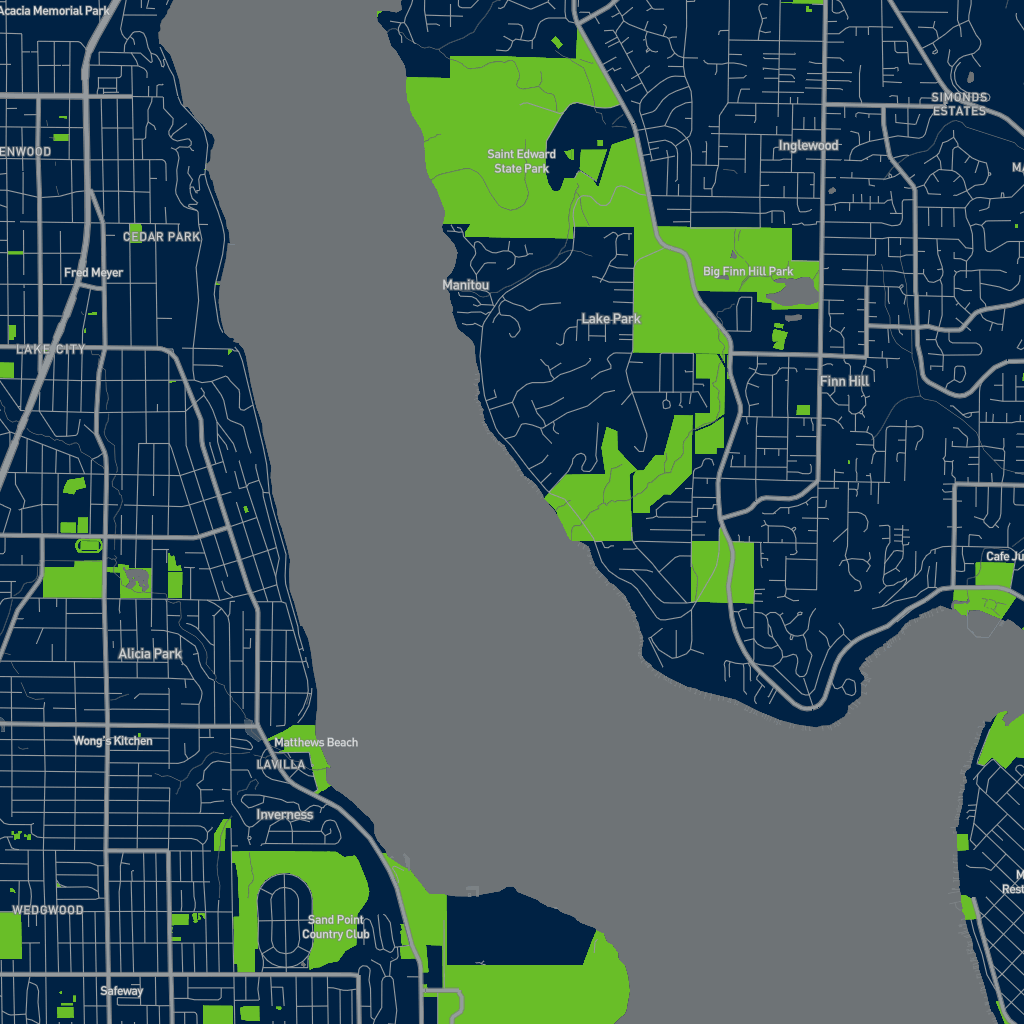 Acacia Memorial Park
SIMONDS
ESTATES
Inglewood
ENWOOD
Saint Edward
State Park
MA
CEDAR PARK
Fred Meyer
Big Finn Hill Park
Manitou
Lake Park
LAKE CITY
Finn Hill
Cafe Ju
Alicia Park
Wong's Kitchen
Matthews Beach
LAVILLA
Inverness
M
Rest
WEDGWOOD
Sand Point
Country Club
Safeway